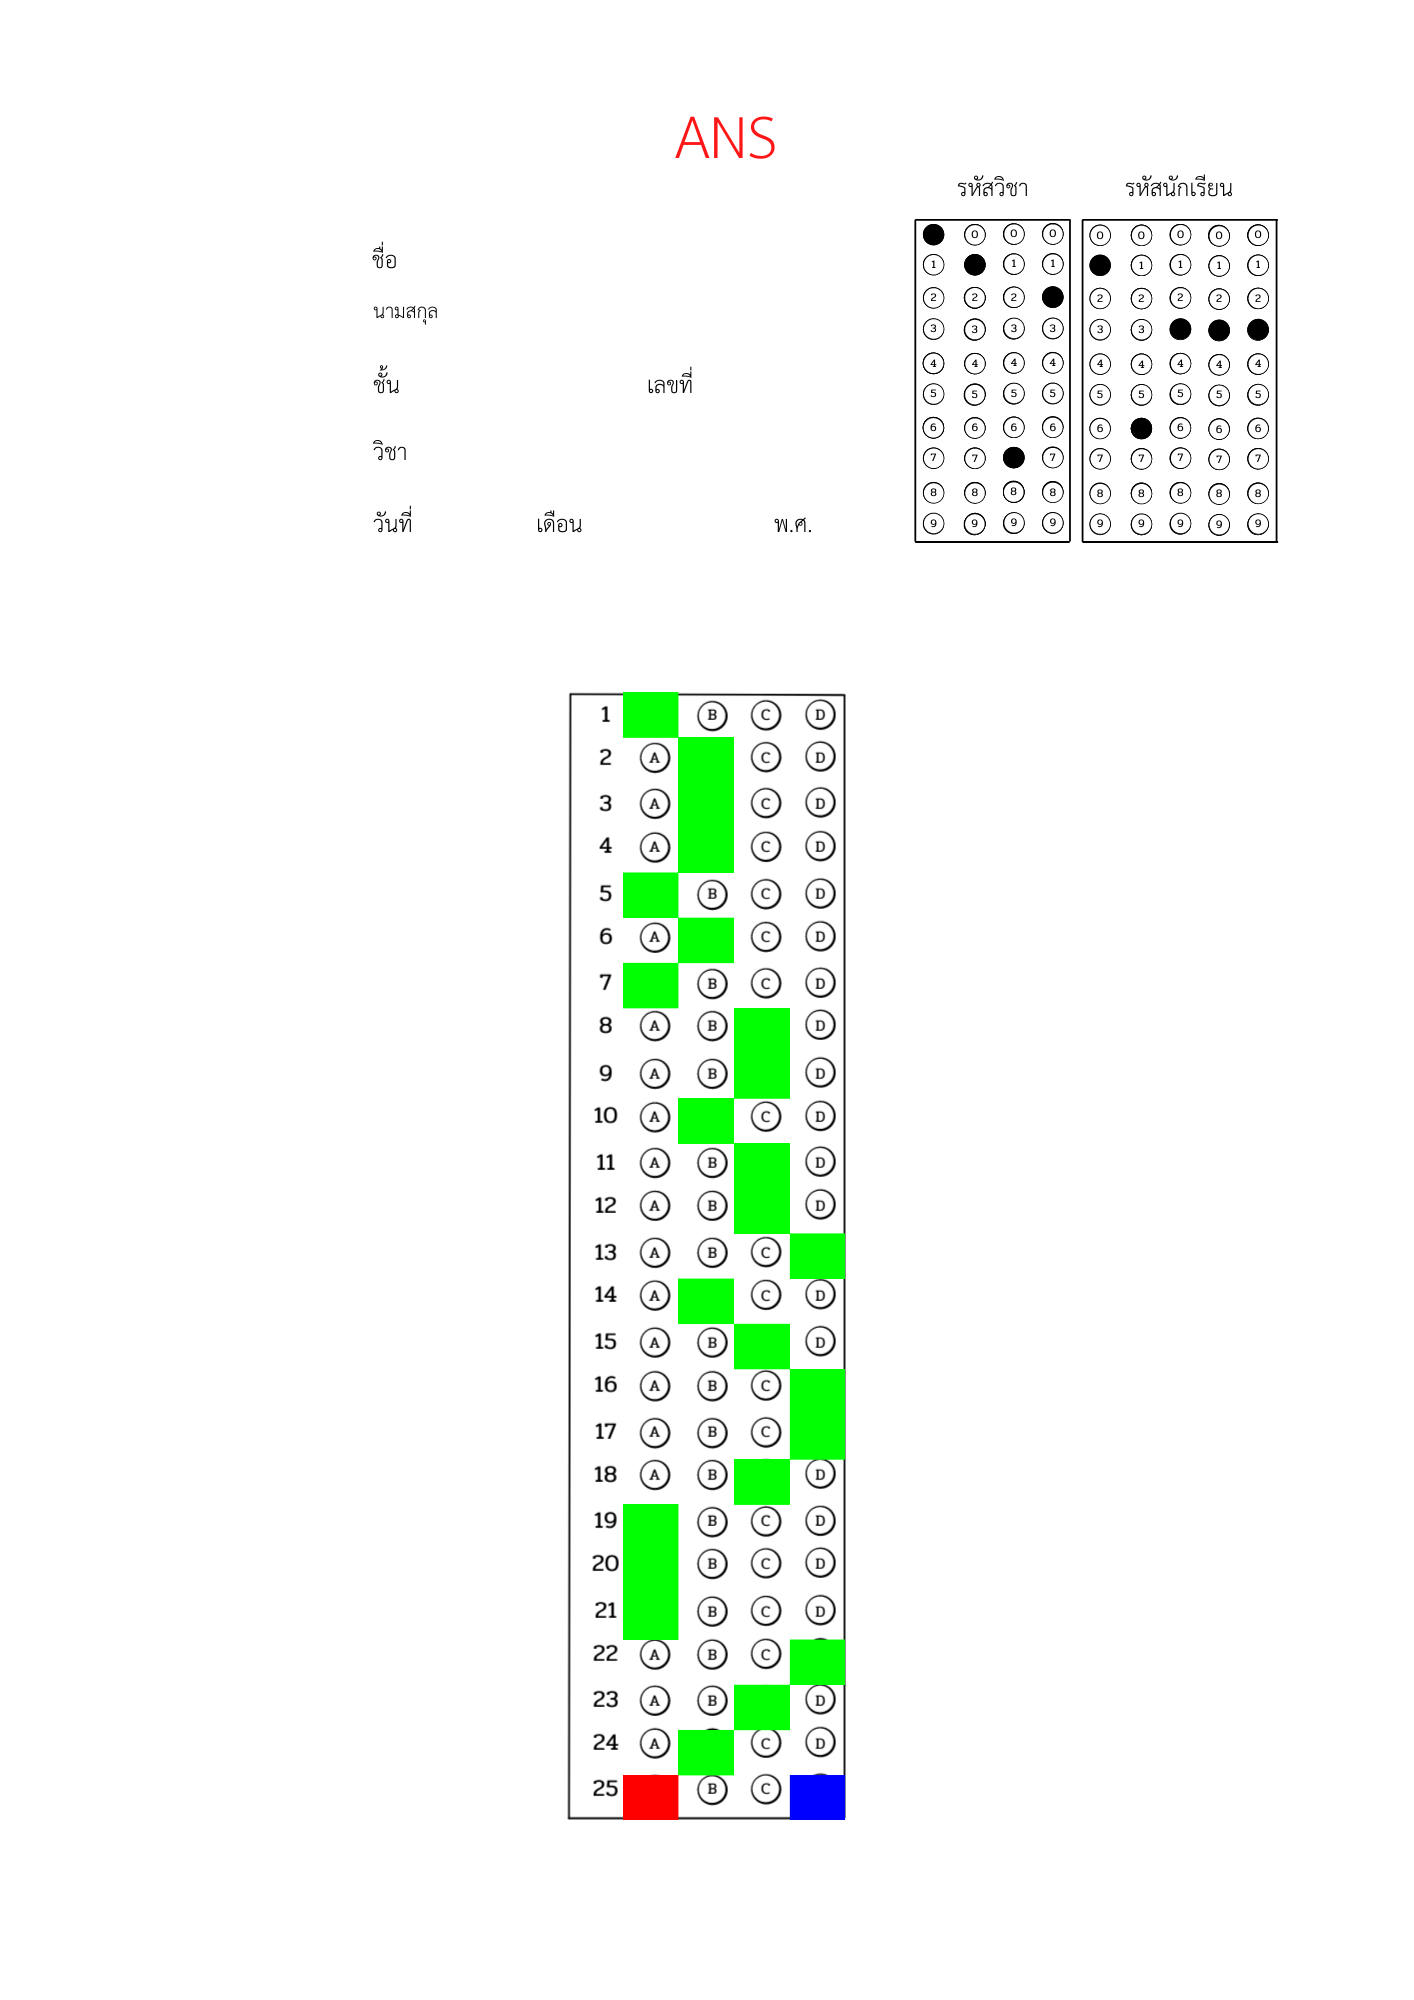 ANS
รหัสวิชา รหัสนักเรียน
0 0 0 0 0 0 0 0
ชื่อ 1 1 1 1 1 1 1
นามสกุล 2 2 2 2 2 2 2 2
3 3 3 3 3 3
ชั้น เลขที่ 4 4 4 4 4 4 4 4 4
5 5 5 5 5 5 5 5 5
6 6 6 6 6 6 6 6
วิชา 7 7 7 7 7 7 7 7
8 8 8 8 8 8 8 8 8
วันที่ เดือน พ.ศ. 9 9 9 9 9 9 9 9 9
1 B C D
2 A C D
3 A C D
4 A C D
5 B C D
6 A C D
7 B C D
8 A B D
9 A B D
10 A C D
11 A B D
12 A B D
13 A B C
14 A C D
15 A B D
16 A B C
17 A B C
18 A B D
19 B C D
20 B C D
21 B C D
22 A B C
23 A B D
24 A C D
25 B C